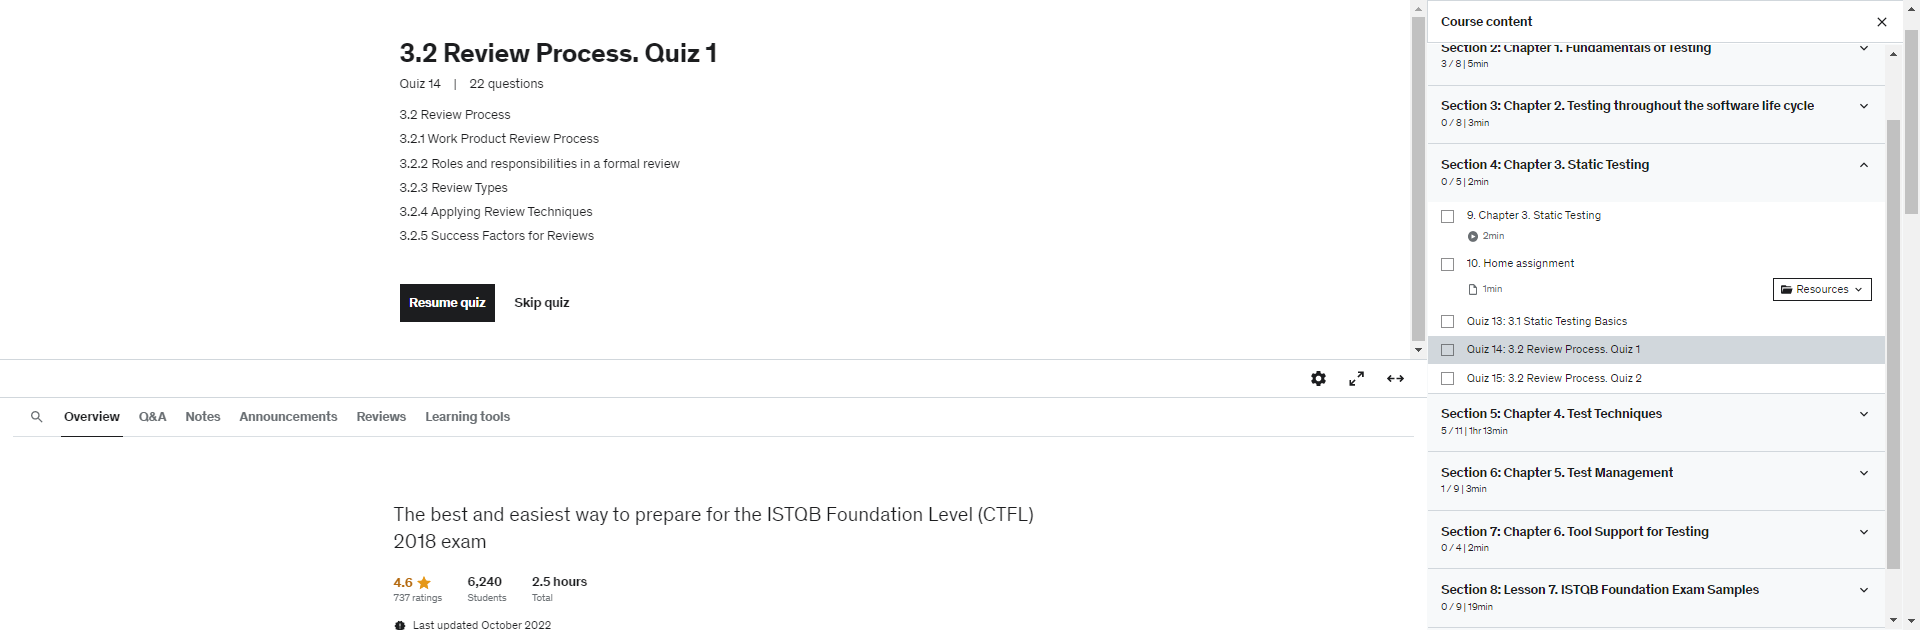 3.2 Review Process. Quiz 1
Quiz 14 | 22 questions
3.2 Review Process
3.2.1 Work Product Review Process
3.2.2 Roles and responsibilities in a formal review
3.2.3 Review Types
3.2.4 Applying Review Techniques
3.2.5 Success Factors for Reviews
Resume quiz Skip quiz
Overview Q&A Notes Announcements Reviews Learning tools
The best and easiest way to prepare for the ISTQB Foundation Level (CTFL)
2018 exam
4.6 6,240 2.5 hours
737 ratings Students Total
Last updated October 2022
Course content
Section 2: Chapter 1. Fundamentals of Testing
3 / 8 | 5min
Section 3: Chapter 2. Testing throughout the software life cycle
0 / 8 | 3min
Section 4: Chapter 3. Static Testing
0 / 5 | 2min
9. Chapter 3. Static Testing
2min
10. Home assignment
1min
Resources
Quiz 13: 3.1 Static Testing Basics
Quiz 14: 3.2 Review Process. Quiz 1
Quiz 15: 3.2 Review Process. Quiz 2
Section 5: Chapter 4. Test Techniques
5 / 11 | 1hr 13min
Section 6: Chapter 5. Test Management
1 / 9 | 3min
Section 7: Chapter 6. Tool Support for Testing
0 / 4 | 2min
Section 8: Lesson 7. ISTQB Foundation Exam Samples
0 / 9 | 19min